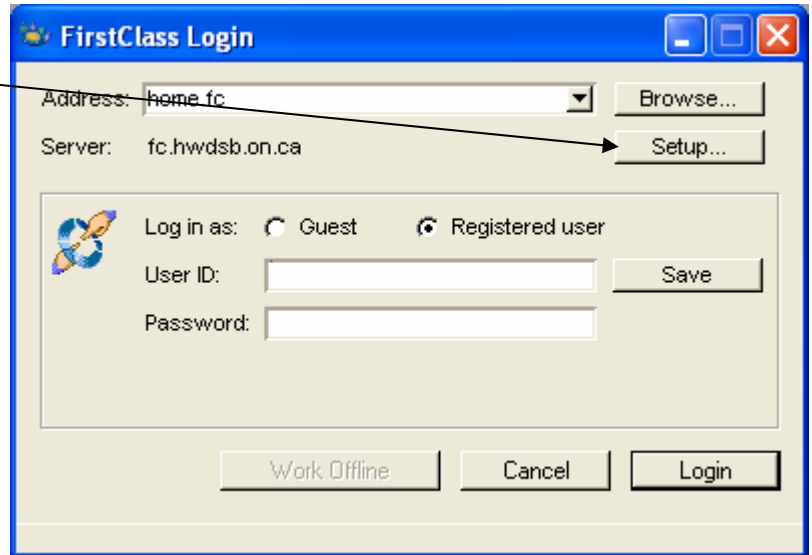 FirstClass Login
Address: home.fc Browse...
Server: fc.hwdsb.on.ca Setup...
Log in as: Guest Registered user
User ID: Save
Password:
Work Offline Cancel Login